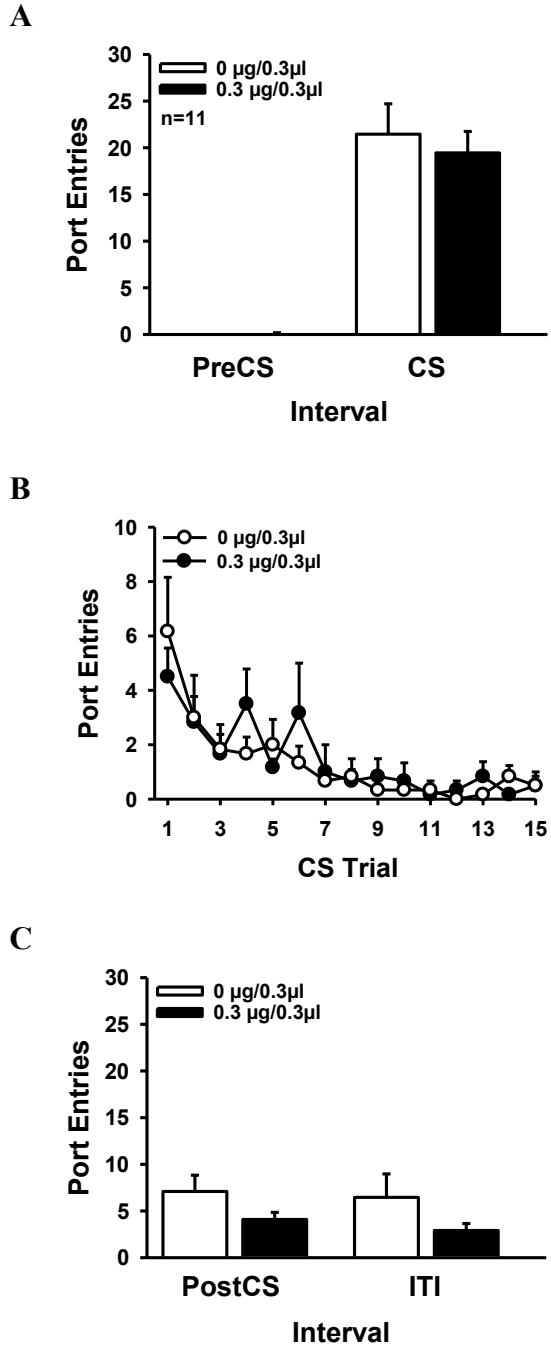 A
0 µg/0.3µl
0.3 µg/0.3µl
n=11
30
25
20
15
10
5
0
Port Entries
PreCS CS
Interval
B
0 µg/0.3µl
0.3 µg/0.3µl
10
8
6
4
2
0
Port Entries
1 3 5 7 9 11 13 15
CS Trial
C
0 µg/0.3µl
0.3 µg/0.3µl
30
25
20
15
10
5
0
Port Entries
PostCS ITI
Interval